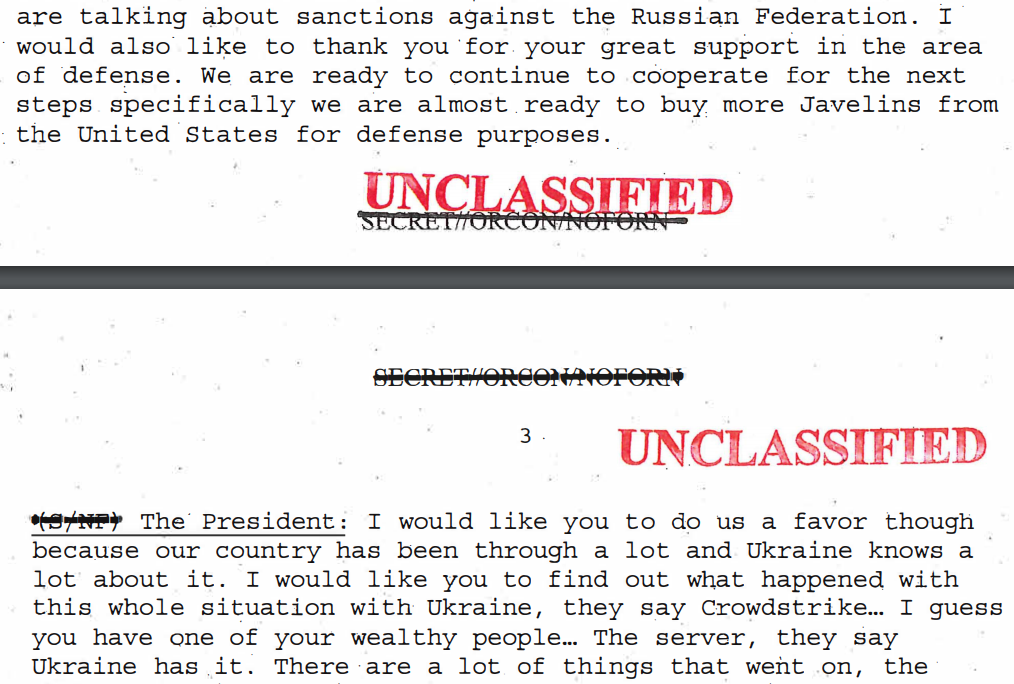 are talking about sanctions against the Russian Federation. I
would also like to thank you for your great support in the area
of defense. We are ready to continue to cooperate for the next
steps specifically we are almost ready to buy more Javelins from
the United States for defense purposes.
UNCLASSIFIED
SECRET//ORCON/NOFORN
SECRET//ORCON/NOFORN
3
UNCLASSIFIED
(S/NF) The President: I would like you to do us a favor though
because our country has been through a lot and Ukraine knows a
lot about it. I would like you to find out what happened with
this whole situation with Ukraine, they say Crowdstrike… I guess
you have one of your wealthy people… The server, they say
Ukraine has it. There are a lot of things that went on, the